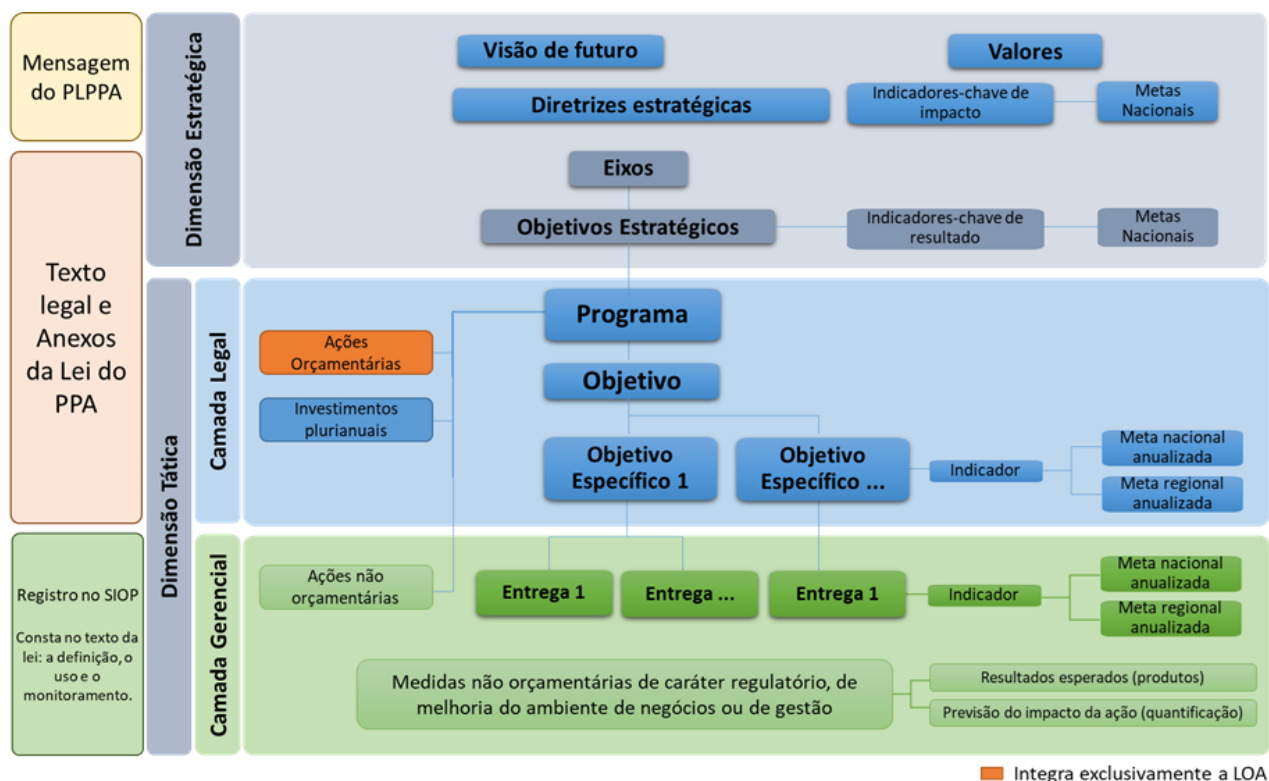 Mensagem
do PLPPA
Texto
legal e
Anexos
da Lei do
PPA
Registro no SIOP
Consta no texto da
lei: a definição, o
uso e o
monitoramento.
Dimensão Estratégica
Visão de futuro
Valores
Diretrizes estratégicas
Indicadores-chave de
impacto
Metas
Nacionais
Eixos
Objetivos Estratégicos
Indicadores-chave de
resultado
Metas
Nacionais
Dimensão Tática
Camada Legal
Programa
Ações
Orçamentárias
Objetivo
Investimentos
plurianuais
Objetivo
Específico 1
Objetivo
Específico ...
Indicador
Meta nacional
anualizada
Meta regional
anualizada
Camada Gerencial
Ações não
orçamentárias
Entrega 1
Entrega ...
Entrega 1
Indicador
Meta nacional
anualizada
Meta regional
anualizada
Medidas não orçamentárias de caráter regulatório, de
melhoria do ambiente de negócios ou de gestão
Resultados esperados (produtos)
Previsão do impacto da ação (quantificação)
Integra exclusivamente a LOA